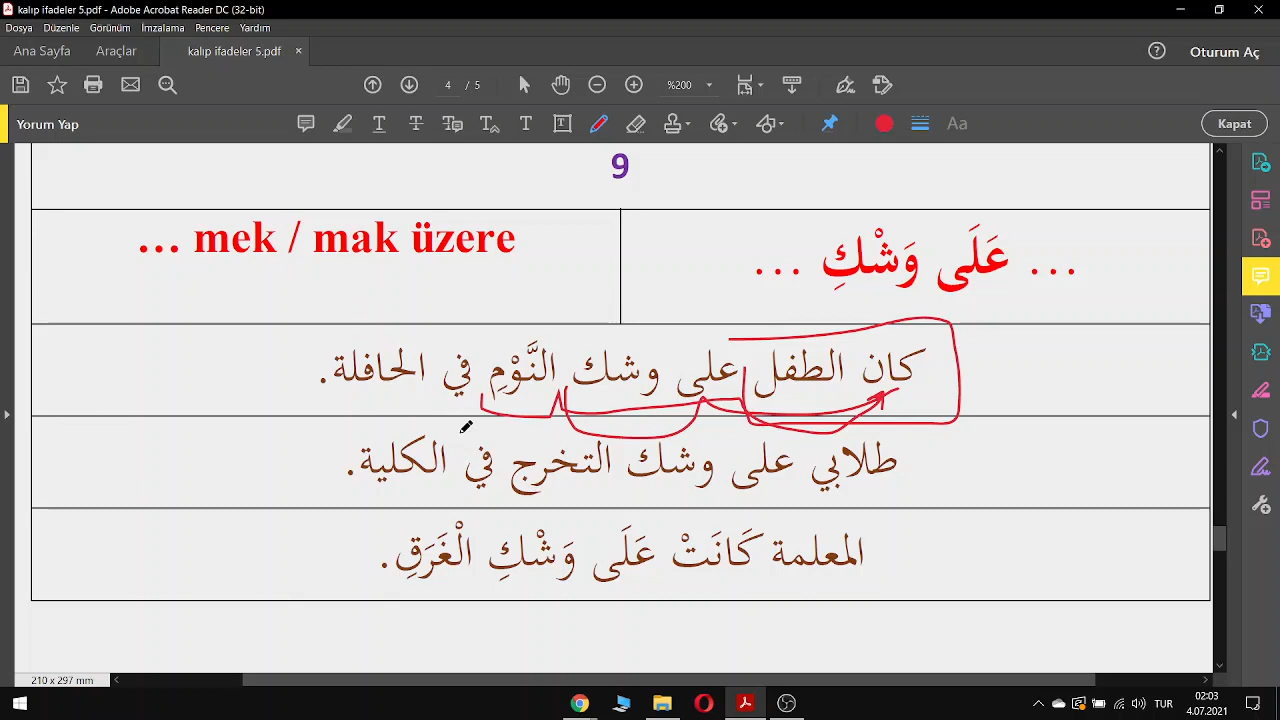 kalıp ifadeler 5.pdf - Adobe Acrobat Reader DC (32-bit)
Dosya Düzenle Görünüm İmzalama Pencere Yardım
Ana Sayfa Araçlar kalıp ifadeler 5.pdf × Oturum Aç
4 / 5 %200
Yorum Yap Aa Kapat
9
... mek / mak üzere
... عَلَى وَشْكِ ...
كان الطفل على وشك النَّوْمِ في الحافلة.
طلابي على وشك التخرج في الكلية.
المعلمة كَانَتْ عَلَى وَشْكِ الْغَرَقِ.
210 x 297 mm
TUR
02:03
4.07.2021